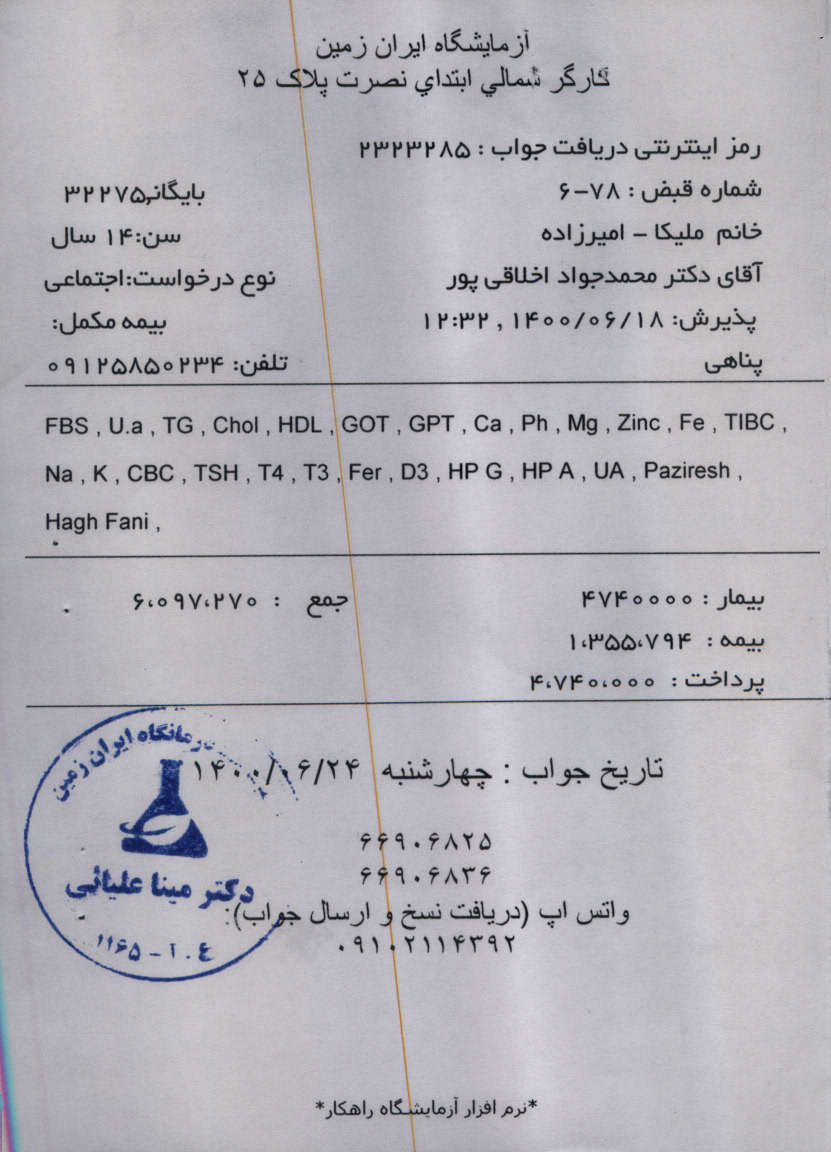 آزمایشگاه ایران زمین
کارگر شمالي ابتداي نصرت پلاک ۲۵
رمز اینترنتی دریافت جواب : ۲۳۲۳۲۸۵
شماره قبض : ۷۸-۶ بایگانی۳۲۲۷۵
خانم ملیکا - امیرزاده سن:۱۴ سال
آقای دکتر محمدجواد اخلاقی پور نوع درخواست:اجتماعی
پذیرش: ۱۴۰۰/۰۶/۱۸ , ۱۲:۳۲ بیمه مکمل:
پناهی تلفن: ۰۹۱۲۵۸۵۰۲۳۴
FBS , U.a , TG , Chol , HDL , GOT , GPT , Ca , Ph , Mg , Zinc , Fe , TIBC ,
Na , K , CBC , TSH , T4 , T3 , Fer , D3 , HP G , HP A , UA , Paziresh ,
Hagh Fani ,
بیمار : ۴۷۴۰۰۰۰ جمع : ۶،۰۹۷،۲۷۰
بیمه : ۱،۳۵۵،۷۹۴
پرداخت : ۴،۷۴۰،۰۰۰
تاریخ جواب : چهارشنبه ۱۴۰۰/۰۶/۲۴
۶۶۹۰۶۸۲۵
۶۶۹۰۶۸۳۶
واتس اپ (دریافت نسخ و ارسال جواب):
۰۹۱۰۲۱۱۴۳۹۲
درمانگاه ایران زمین
دکتر مینا علیائی
ع . آ - ۱۱۶۵
*نرم افزار آزمایشگاه راهکار*